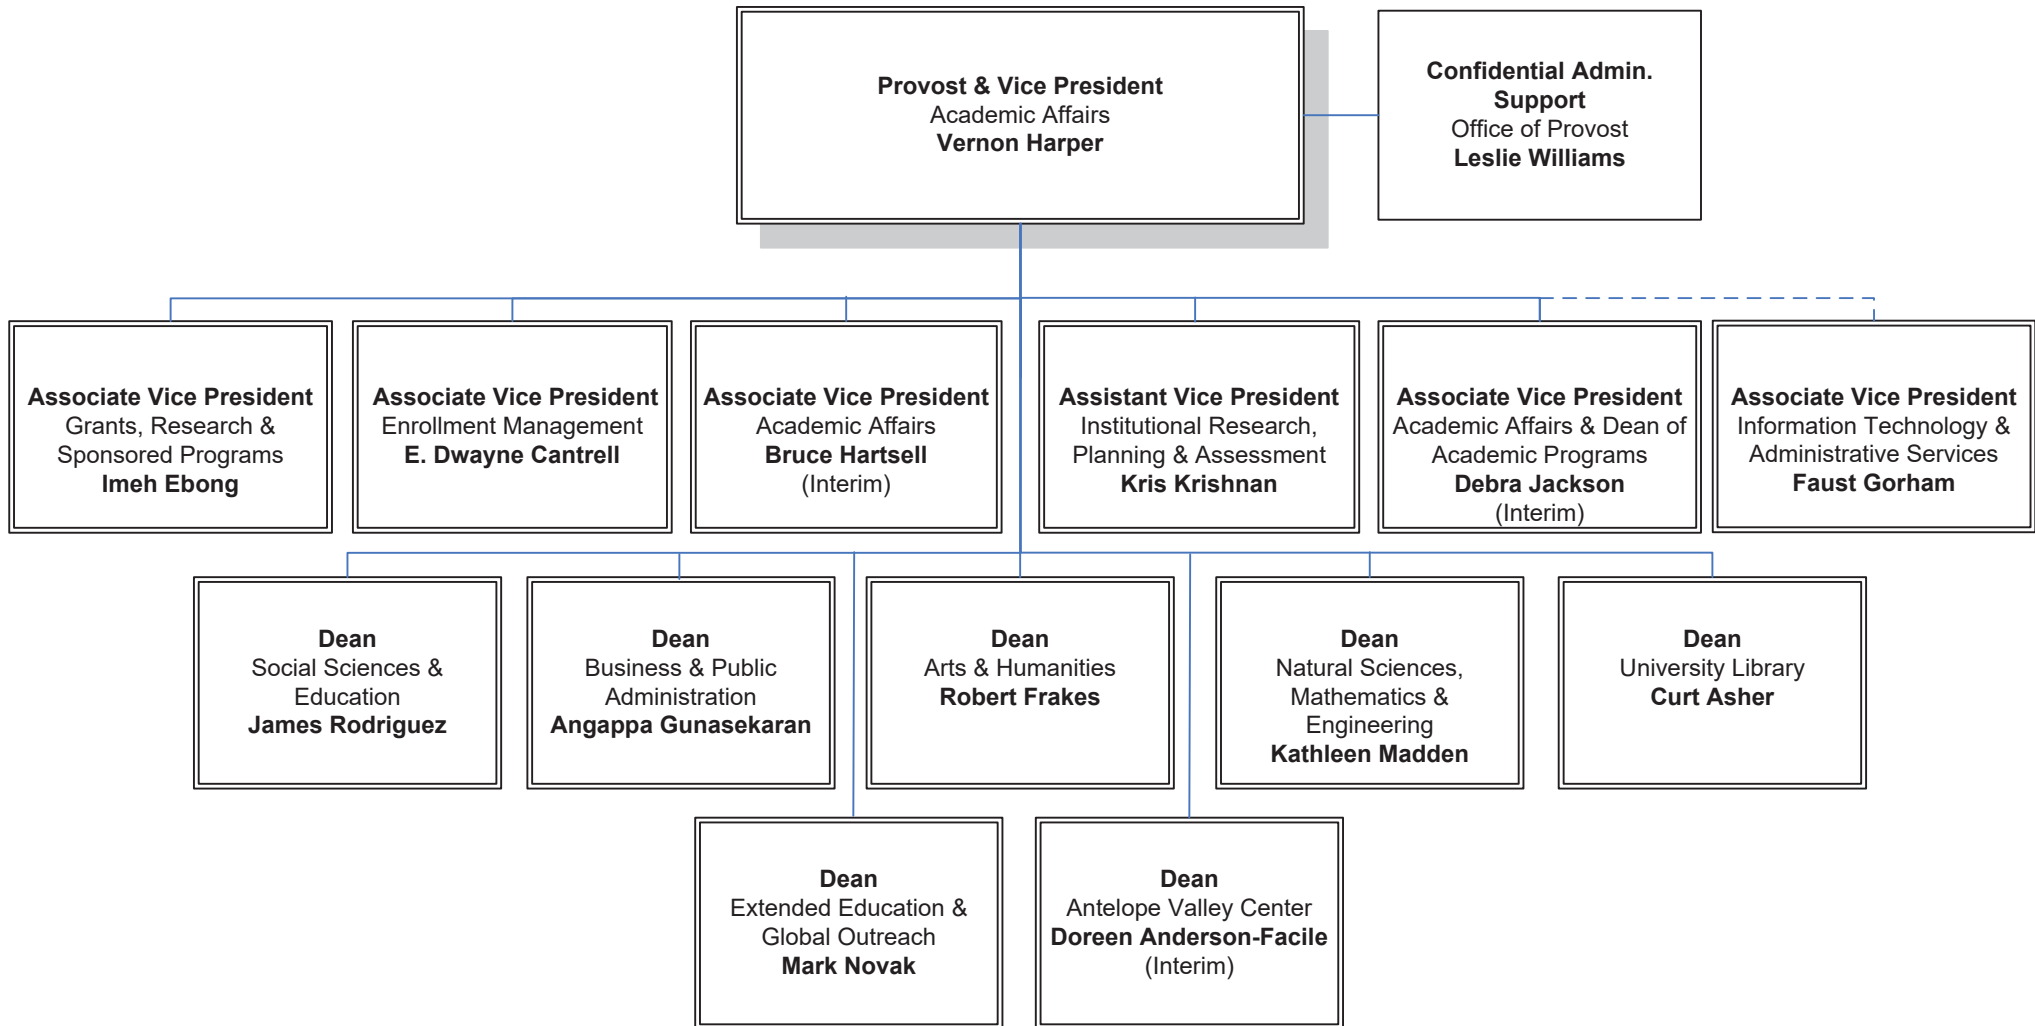 Provost & Vice President
Academic Affairs
Vernon Harper
Confidential Admin.
Support
Office of Provost
Leslie Williams
Associate Vice President
Grants, Research &
Sponsored Programs
Imeh Ebong
Associate Vice President
Enrollment Management
E. Dwayne Cantrell
Associate Vice President
Academic Affairs
Bruce Hartsell
(Interim)
Assistant Vice President
Institutional Research,
Planning & Assessment
Kris Krishnan
Associate Vice President
Academic Affairs & Dean of
Academic Programs
Debra Jackson
(Interim)
Associate Vice President
Information Technology &
Administrative Services
Faust Gorham
Dean
Social Sciences &
Education
James Rodriguez
Dean
Business & Public
Administration
Angappa Gunasekaran
Dean
Arts & Humanities
Robert Frakes
Dean
Natural Sciences,
Mathematics &
Engineering
Kathleen Madden
Dean
University Library
Curt Asher
Dean
Extended Education &
Global Outreach
Mark Novak
Dean
Antelope Valley Center
Doreen Anderson-Facile
(Interim)